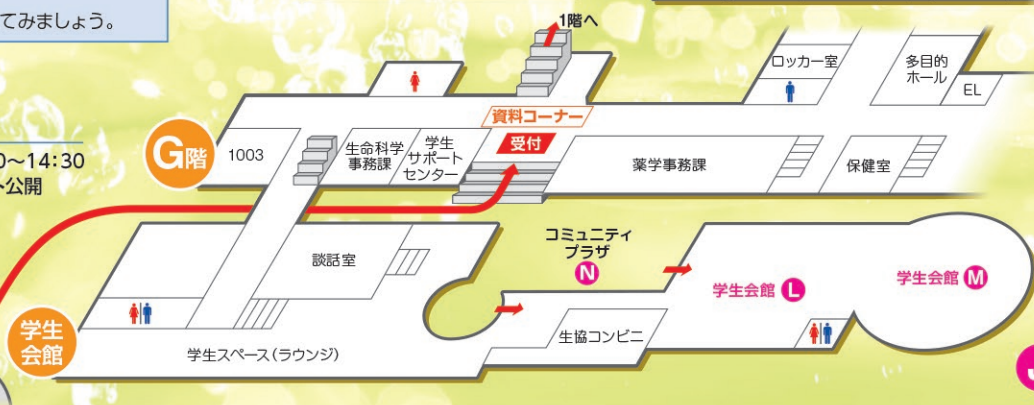 てみましょう。
1階へ
ロッカー室
多目的
ホール
EL
資料コーナー
受付
G階
1003
生命科学
事務課
学生
サポート
センター
薬学事務課
保健室
0〜14:30
ト公開
コミュニティ
プラザ
N
談話室
学生会館 L
学生会館 M
学生
会館
生協コンビニ
学生スペース(ラウンジ)